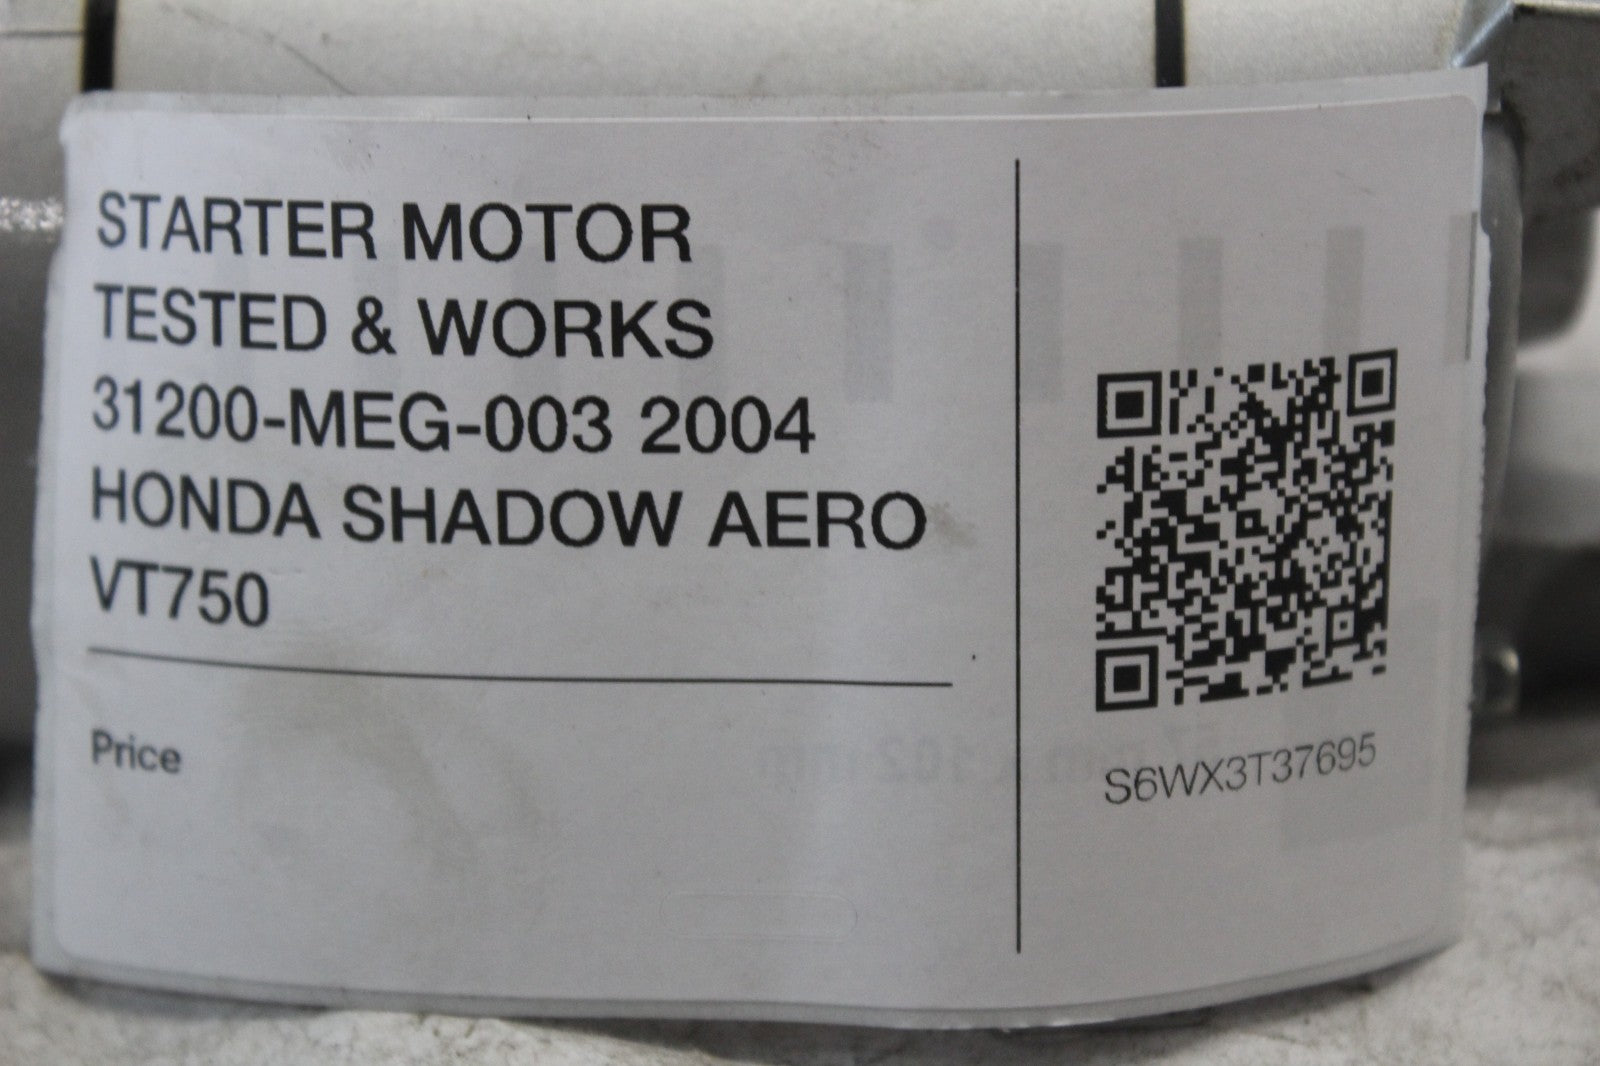 STARTER MOTOR
TESTED & WORKS
31200-MEG-003 2004
HONDA SHADOW AERO
VT750
Price
S6WX3T37695